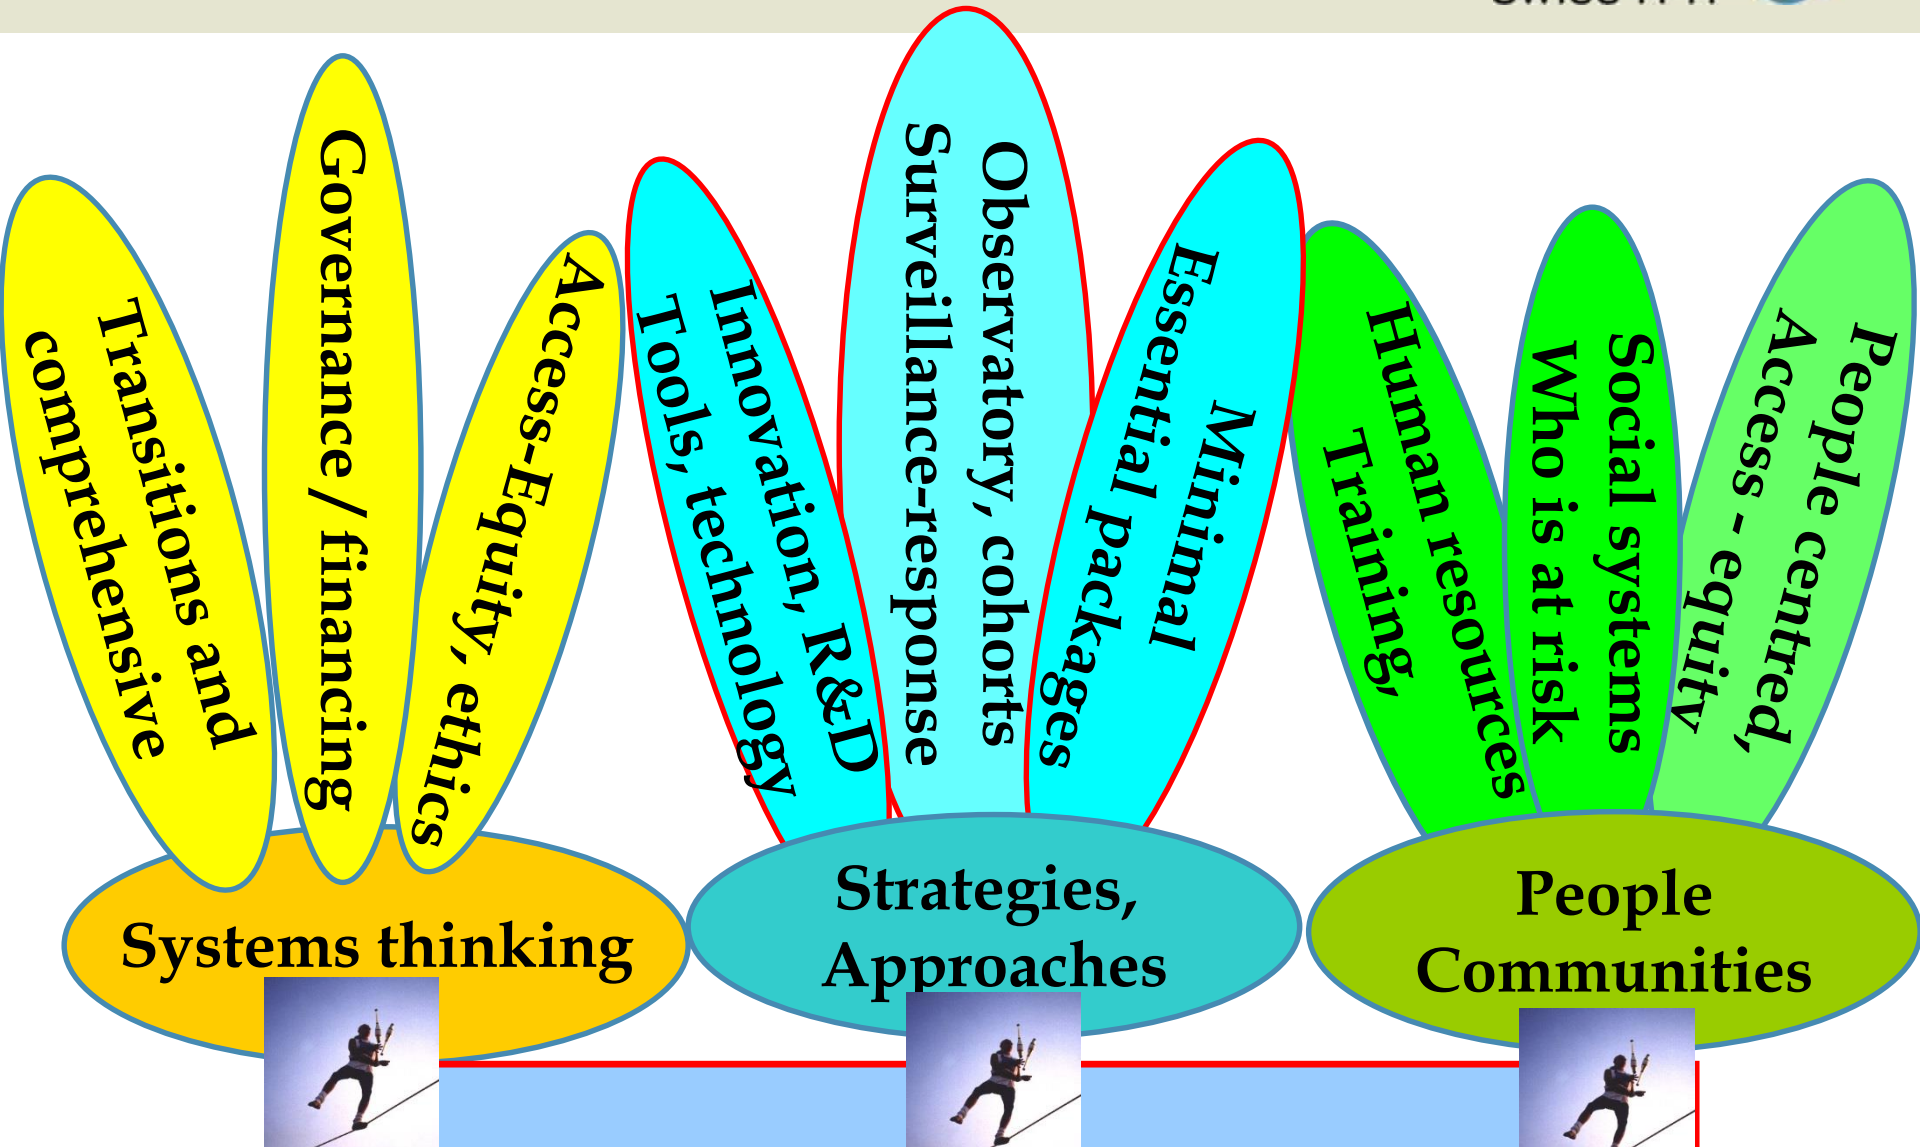 Transitions and
comprehensive
Governance / financing
Access-Equity, ethics
Innovation, R&D
Tools, technology
Observatory, cohorts
Surveillance-response
Minimal
Essential packages
Human resources
Training,
Social systems
Who is at risk
People centred,
Access - equity
Systems thinking
Strategies,
Approaches
People
Communities